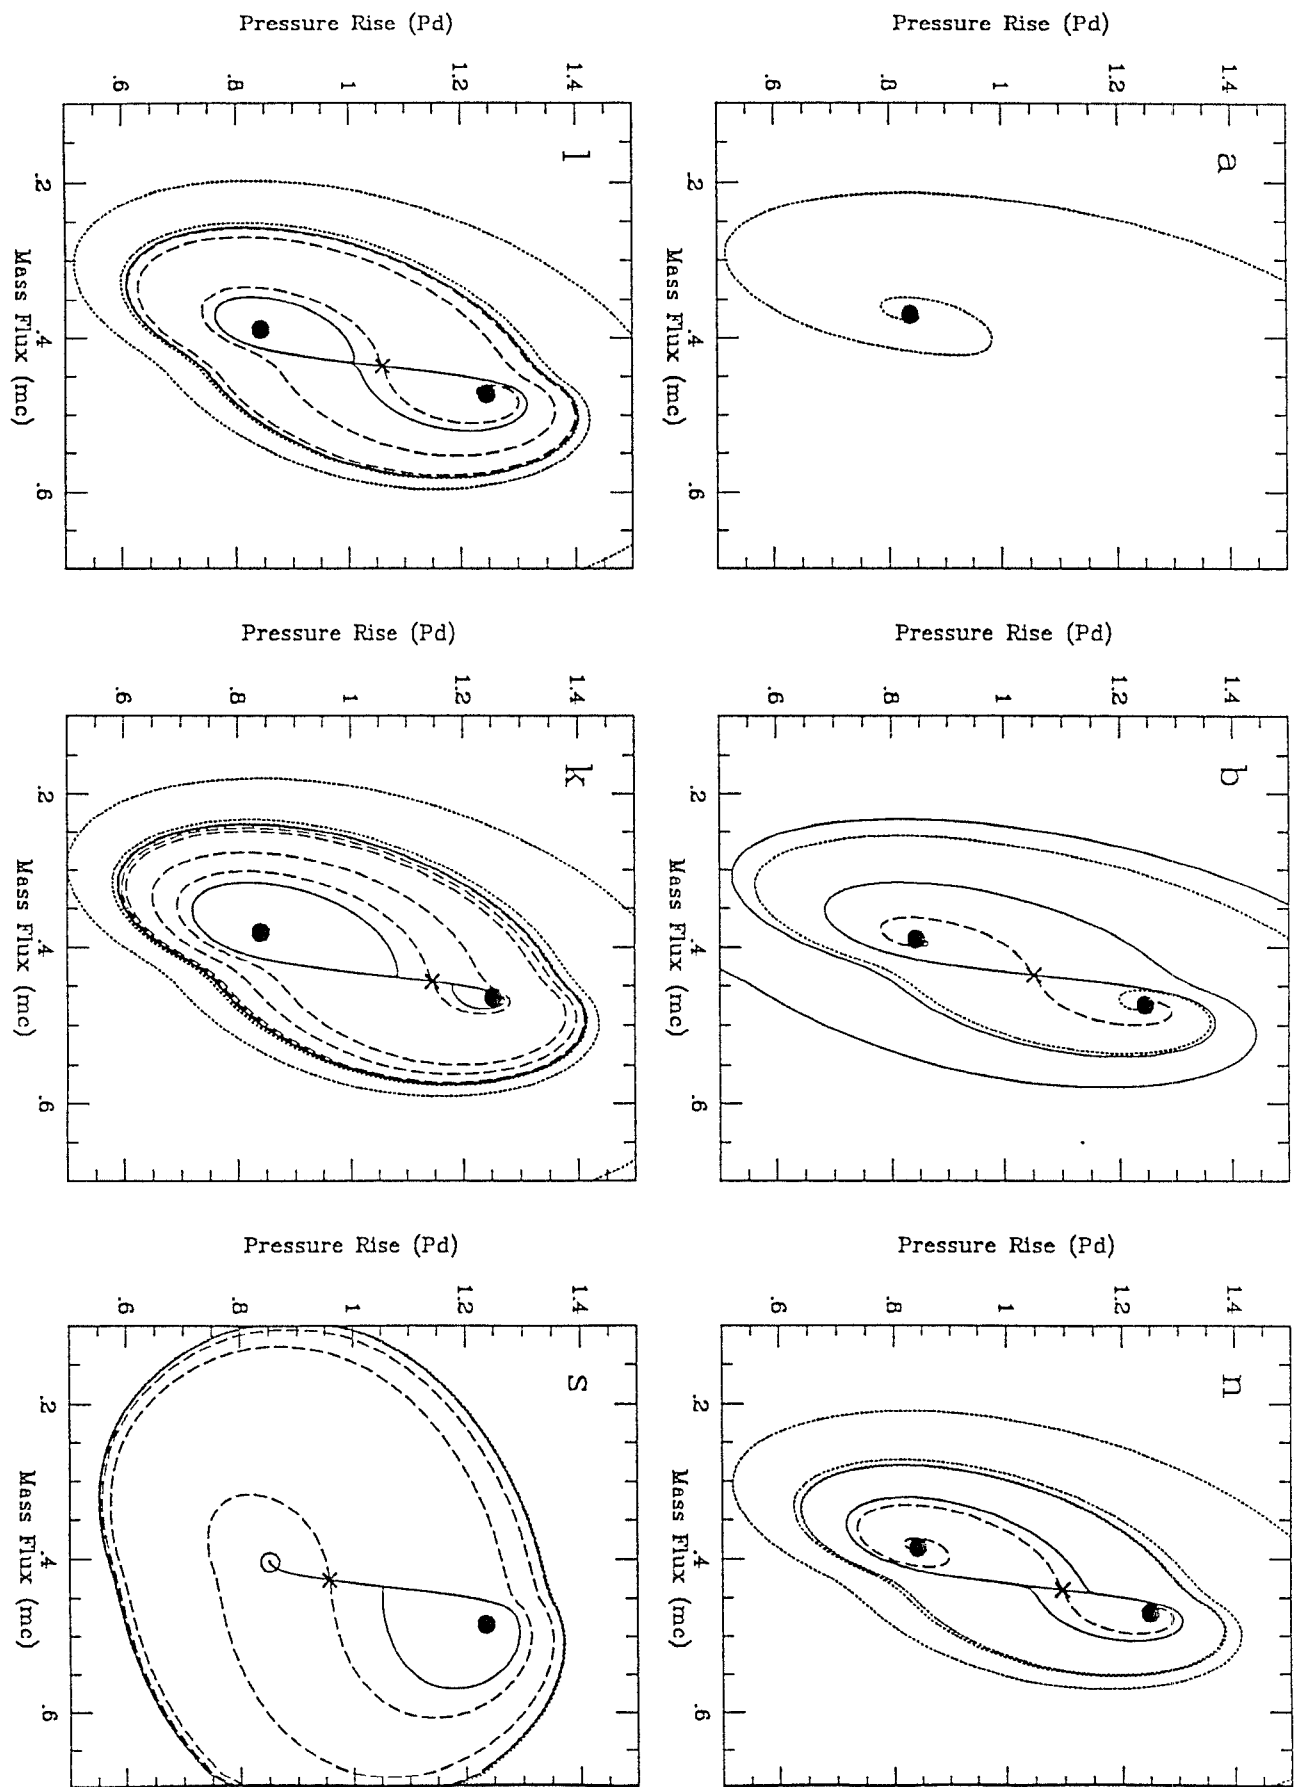 Pressure Rise (Pd)
1.4
1.2
1
.8
.6
a
.2 .4 .6
Mass Flux (mc)
Pressure Rise (Pd)
1.4
1.2
1
.8
.6
b
.2 .4 .6
Mass Flux (mc)
Pressure Rise (Pd)
1.4
1.2
1
.8
.6
n
.2 .4 .6
Mass Flux (mc)
Pressure Rise (Pd)
1.4
1.2
1
.8
.6
l
.2 .4 .6
Mass Flux (mc)
Pressure Rise (Pd)
1.4
1.2
1
.8
.6
k
.2 .4 .6
Mass Flux (mc)
Pressure Rise (Pd)
1.4
1.2
1
.8
.6
s
.2 .4 .6
Mass Flux (mc)